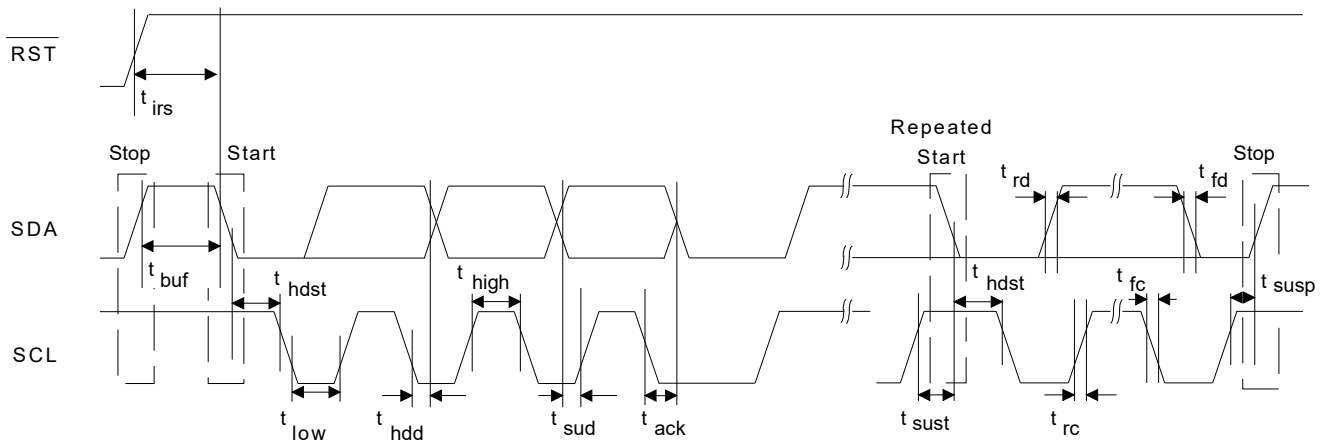 RST
t irs
Repeated
Stop Start Start Stop
t rd t fd
SDA
t buf t hdst t high t hdst t fc t susp
SCL
t low t hdd t sud t ack t sust t rc